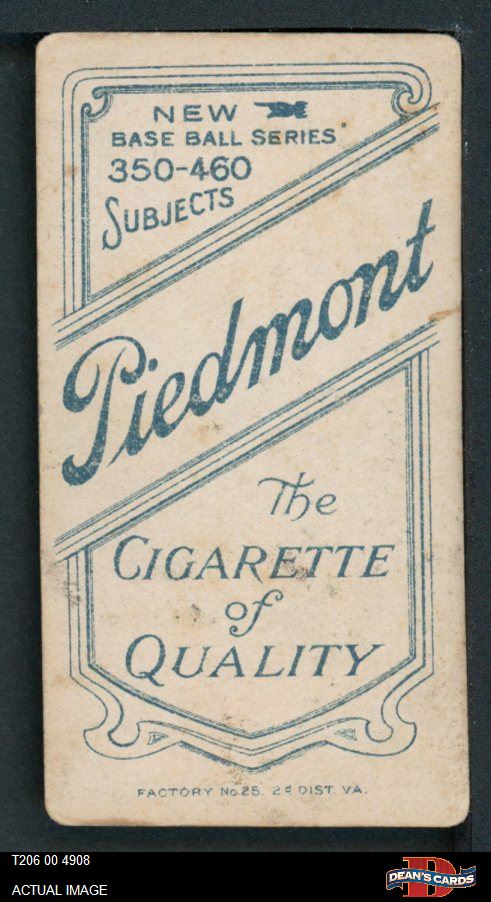 NEW
BASE BALL SERIES
350-460
SUBJECTS
Piedmont
The
CIGARETTE
of
QUALITY
FACTORY No. 25. 2d DIST. VA.
T206 00 4908
ACTUAL IMAGE
D
DEAN'S CARDS